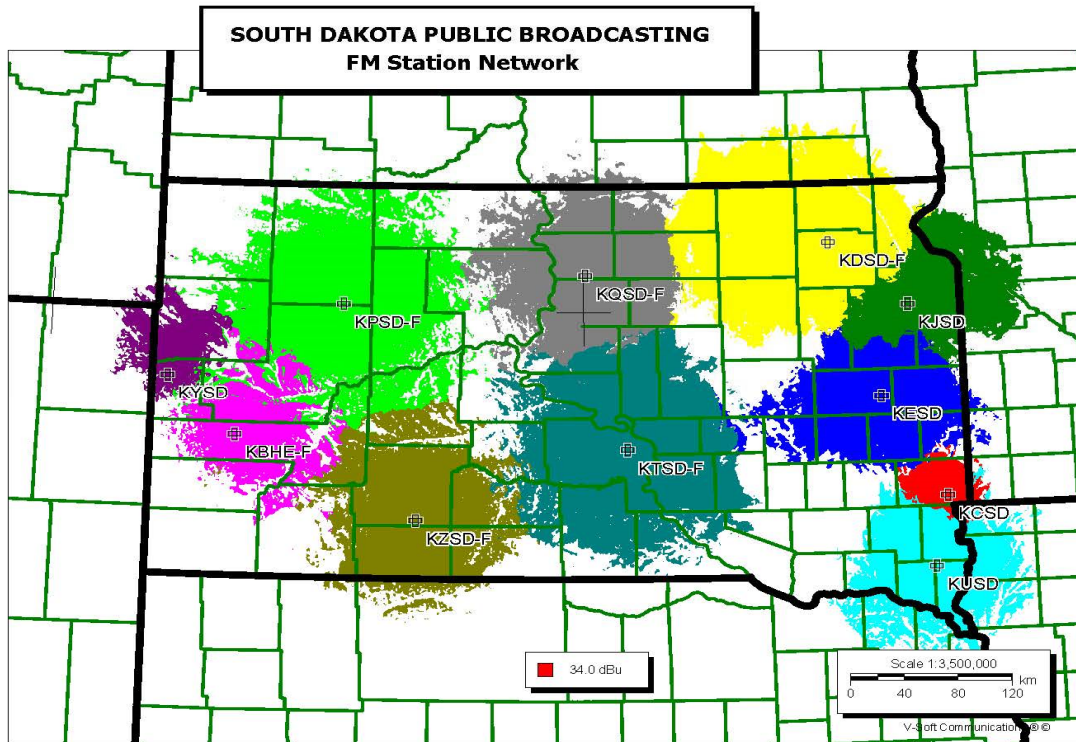 SOUTH DAKOTA PUBLIC BROADCASTING
FM Station Network
KDSD-F
KQSD-F
KPSD-F
KJSD
KYSD
KESD
KBHE-F
KTSD-F
KCSD
KZSD-F
KUSD
34.0 dBu
Scale 1:3,500,000
km
0 40 80 120
V-Soft Communications ® ©